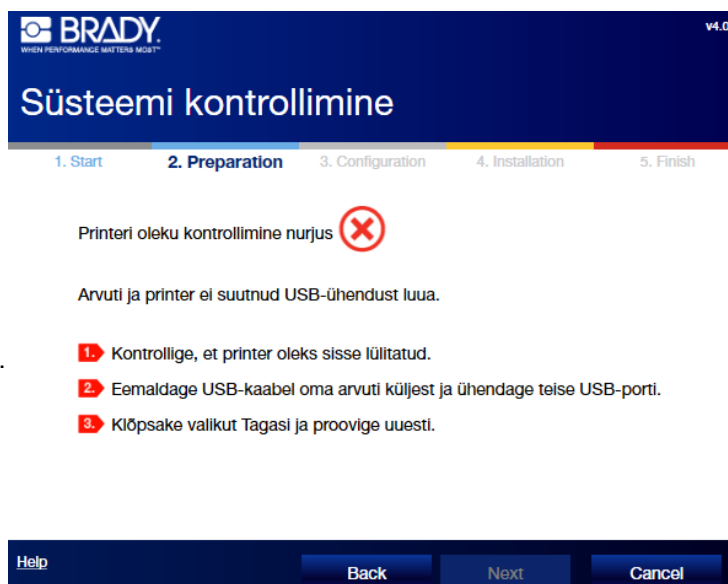 BRADY.
WHEN PERFORMANCE MATTERS MOST™
v4.0
Süsteemi kontrollimine
1. Start 2. Preparation 3. Configuration 4. Installation 5. Finish
Printeri oleku kontrollimine nurjus
Arvuti ja printer ei suutnud USB-ühendust luua.
1. Kontrollige, et printer oleks sisse lülitatud.
2. Eemaldage USB-kaabel oma arvuti küljest ja ühendage teise USB-porti.
3. Klõpsake valikut Tagasi ja proovige uuesti.
Help Back Next Cancel